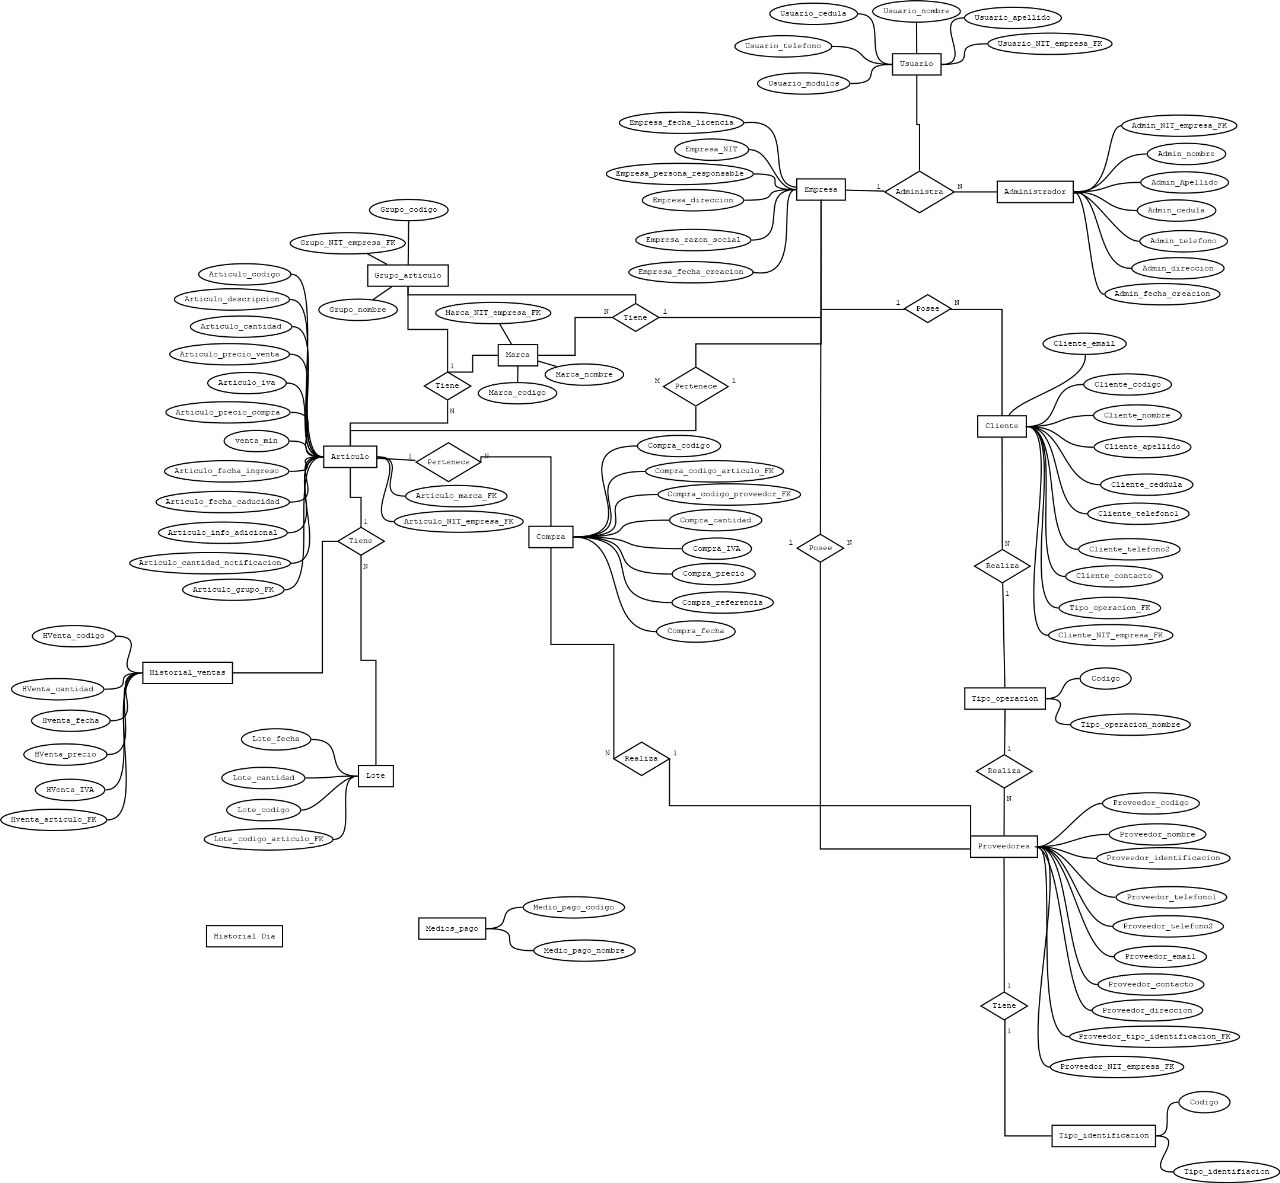 Usuario_nombre
Usuario_cedula
Usuario_apellido
Usuario_telefono
Usuario_NIT_empresa_FK
Usuario
Usuario_modulos
Empresa_fecha_licencia
Admin_NIT_empresa_FK
Empresa_NIT
Admin_nombre
Empresa_persona_responsable
Admin_Apellido
Empresa
1
Administra
N
Administrador
Empresa_direccion
Admin_cedula
Grupo_codigo
Empresa_razon_social
Admin_telefono
Grupo_NIT_empresa_FK
Empresa_fecha_creacion
Admin_direccion
Articulo_codigo
Grupo_articulo
Admin_fecha_creacion
Articulo_descripcion
Grupo_nombre
1
Posee
N
Marca_NIT_empresa_FK
N
Tiene
1
Articulo_cantidad
Cliente_email
Articulo_precio_venta
Marca
Marca_nombre
1
Articulo_iva
Tiene
Marca_codigo
M
Pertenece
1
Cliente_codigo
Articulo_precio_compra
N
Cliente_nombre
Cliente
venta_min
Compra_codigo
Cliente_apellido
Articulo
1
Pertenece
N
Articulo_fecha_ingreso
Compra_codigo_articulo_FK
Cliente_ceddula
Articulo_fecha_caducidad
Articulo_marca_FK
Compra_codigo_proveedor_FK
Cliente_telefono1
Articulo_info_adicional
1
Articulo_NIT_empresa_FK
Compra_cantidad
Tiene
Compra
1
Posee
N
N
Cliente_telefono2
Articulo_cantidad_notificacion
N
Compra_IVA
Realiza
Cliente_contacto
Articulo_grupo_FK
Compra_precio
1
Compra_referencia
Tipo_operacion_FK
HVenta_codigo
Compra_fecha
Cliente_NIT_empresa_FK
Historial_ventas
Codigo
HVenta_cantidad
Tipo_operacion
Hventa_fecha
Tipo_operacion_nombre
Lote_fecha
HVenta_precio
N
Realiza
1
1
Lote_cantidad
Lote
Realiza
HVenta_IVA
N
Lote_codigo
Proveedor_codigo
Hventa_articulo_FK
Lote_codigo_articulo_FK
Proveedor_nombre
Proveedores
Proveedor_identificacion
Proveedor_telefono1
Medio_pago_codigo
Historial Dia
Medios_pago
Proveedor_telefono2
Medio_pago_nombre
Proveedor_email
1
Proveedor_contacto
Tiene
Proveedor_direccion
1
Proveedor_tipo_identificacion_FK
Proveedor_NIT_empresa_FK
Codigo
Tipo_identificacion
Tipo_identifiacion